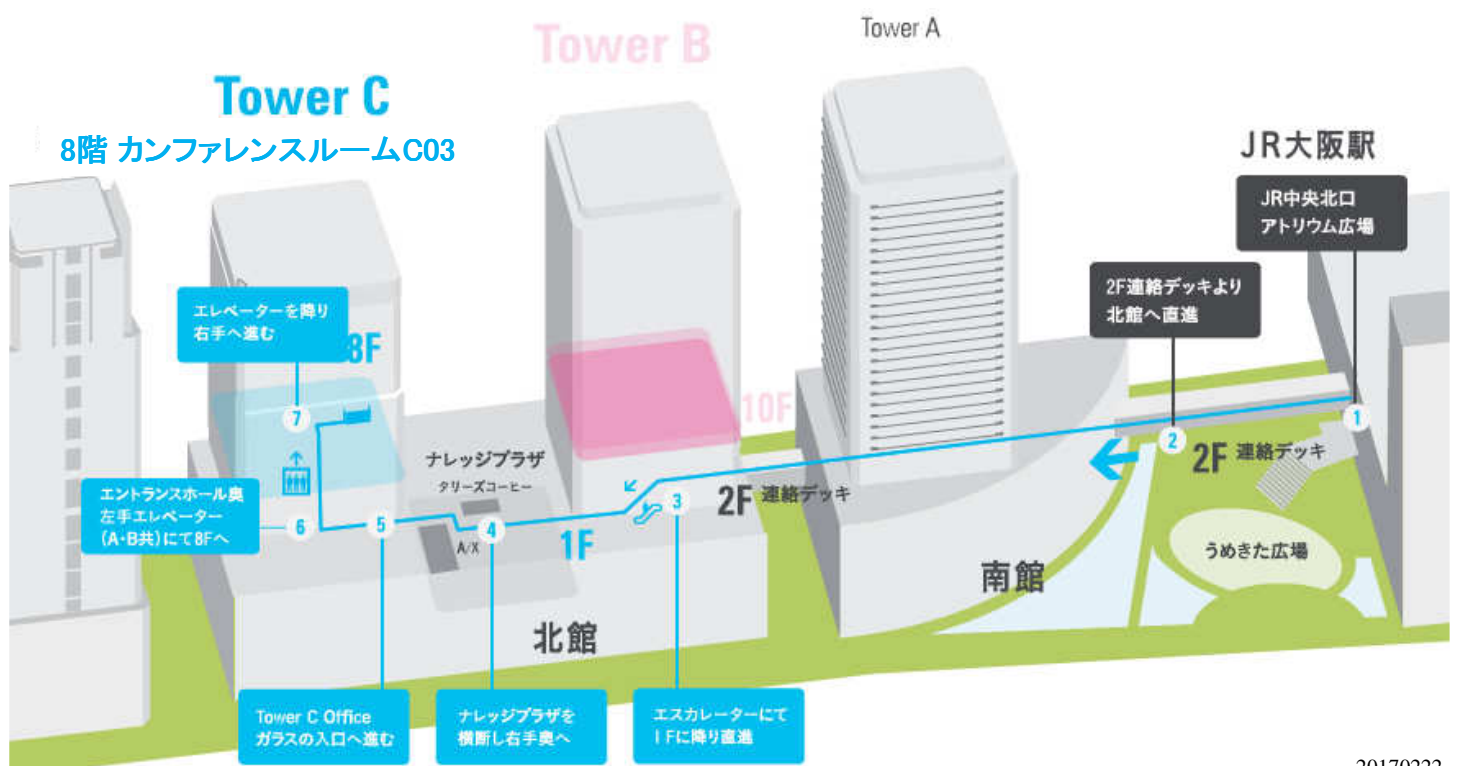 Tower A
Tower B
Tower C
8階 カンファレンスルームC03
JR大阪駅
JR中央北口
アトリウム広場
2F連絡デッキより
北館へ直進
エレベーターを降り
右手へ進む
8F
10F
7
1
2
2F 連絡デッキ
ナレッジプラザ
タリーズコーヒー
エントランスホール奥
左手エレベーター
(A・B共)にて8Fへ
6
5
4
3
2F 連絡デッキ
A/X
1F
うめきた広場
南館
北館
Tower C Office
ガラスの入口へ進む
ナレッジプラザを
横断し右手奥へ
エスカレーターにて
1Fに降り直進